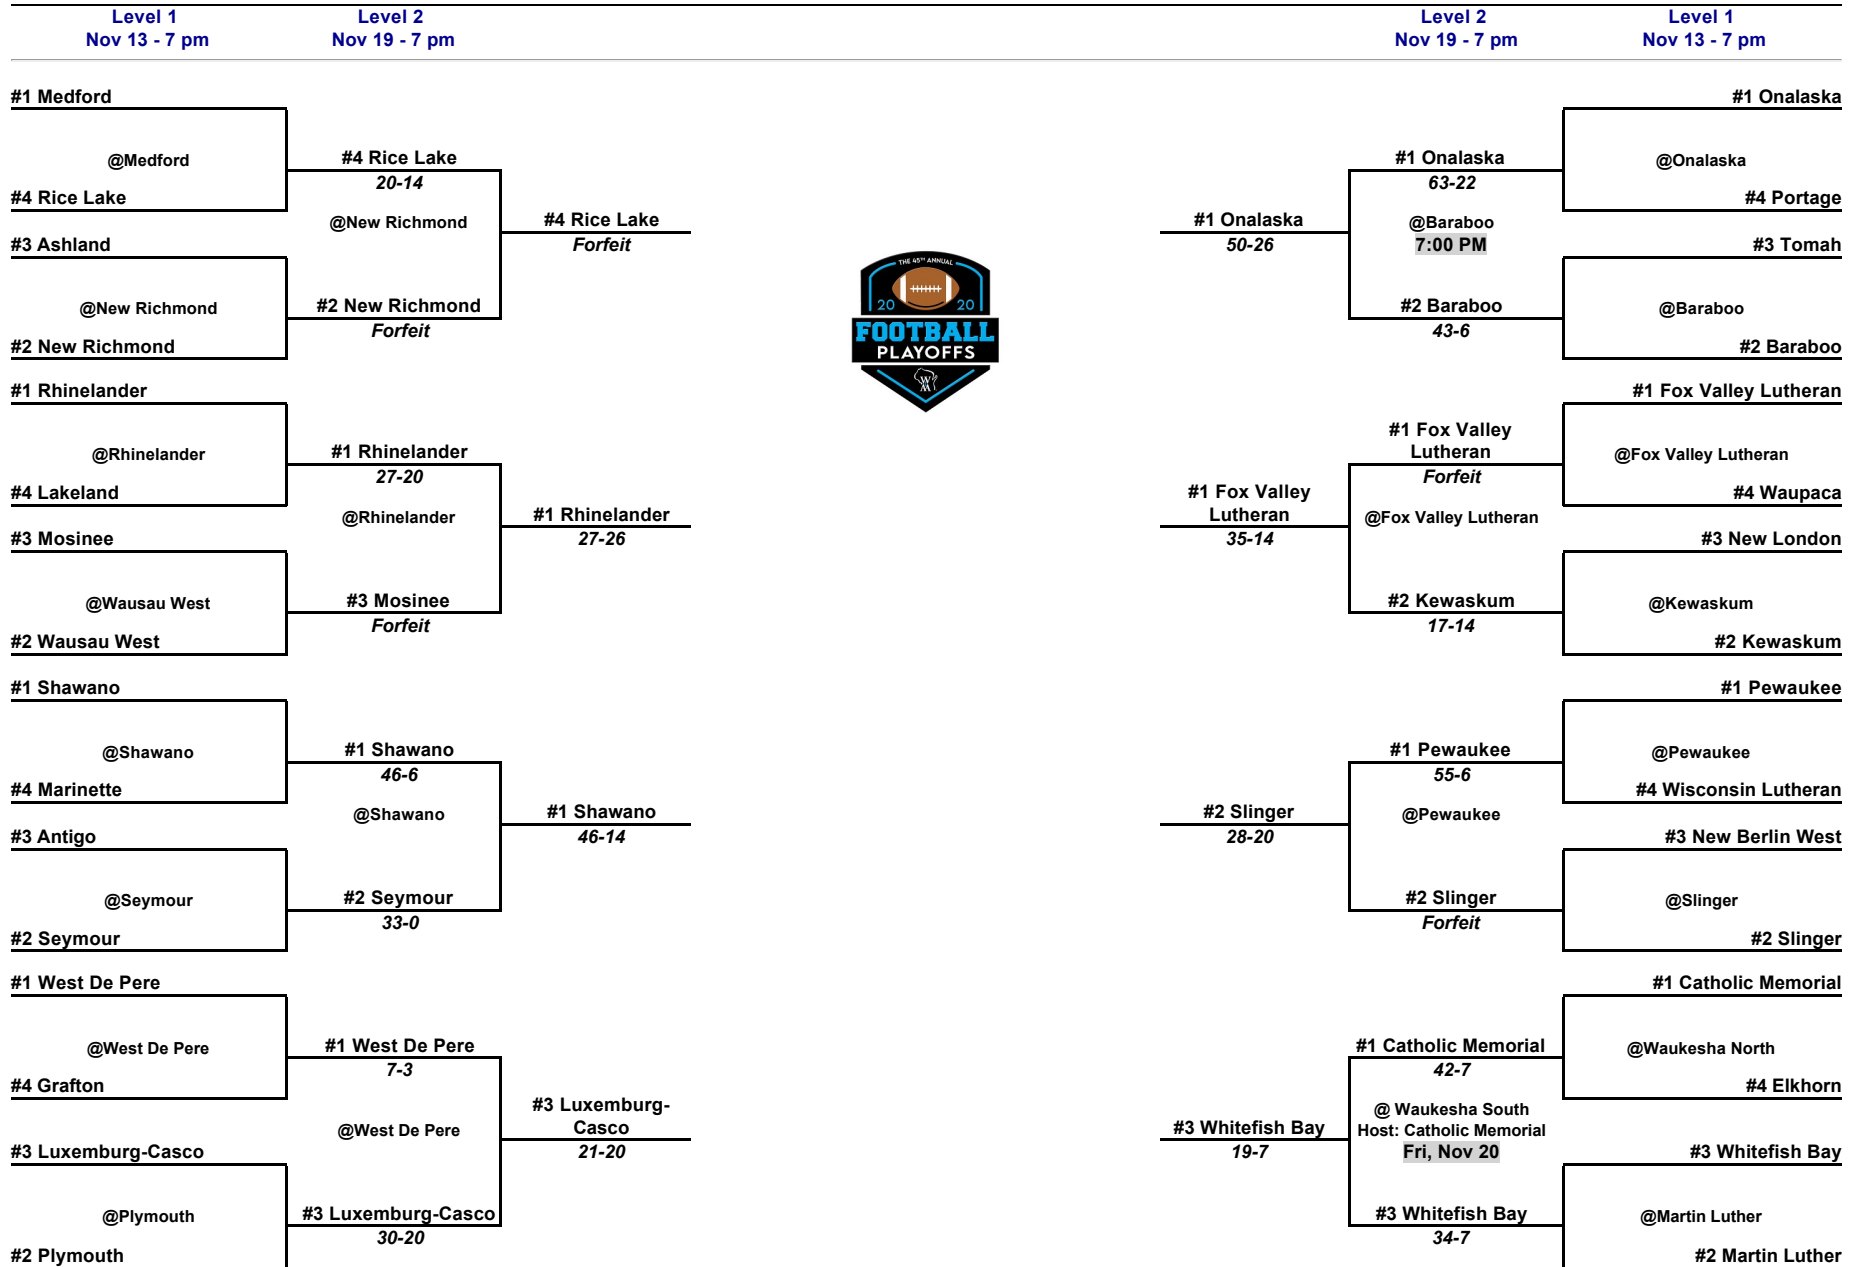 Level 1
Nov 13 - 7 pm
Level 2
Nov 19 - 7 pm
Level 2
Nov 19 - 7 pm
Level 1
Nov 13 - 7 pm
#1 Medford
@Medford
#4 Rice Lake
#3 Ashland
@New Richmond
#2 New Richmond
#1 Rhinelander
@Rhinelander
#4 Lakeland
#3 Mosinee
@Wausau West
#2 Wausau West
#1 Shawano
@Shawano
#4 Marinette
#3 Antigo
@Seymour
#2 Seymour
#1 West De Pere
@West De Pere
#4 Grafton
#3 Luxemburg-Casco
@Plymouth
#2 Plymouth
#4 Rice Lake
20-14
@New Richmond
#2 New Richmond
Forfeit
#1 Rhinelander
27-20
@Rhinelander
#3 Mosinee
Forfeit
#1 Shawano
46-6
@Shawano
#2 Seymour
33-0
#1 West De Pere
7-3
@West De Pere
#3 Luxemburg-Casco
30-20
#4 Rice Lake
Forfeit
#1 Rhinelander
27-26
#1 Shawano
46-14
#3 Luxemburg-
Casco
21-20
THE 45TH ANNUAL
20 20
FOOTBALL
PLAYOFFS
#1 Onalaska
50-26
#1 Fox Valley
Lutheran
35-14
#2 Slinger
28-20
#3 Whitefish Bay
19-7
#1 Onalaska
63-22
@Baraboo
7:00 PM
#2 Baraboo
43-6
#1 Fox Valley
Lutheran
Forfeit
@Fox Valley Lutheran
#2 Kewaskum
17-14
#1 Pewaukee
55-6
@Pewaukee
#2 Slinger
Forfeit
#1 Catholic Memorial
42-7
@ Waukesha South
Host: Catholic Memorial
Fri, Nov 20
#3 Whitefish Bay
34-7
#1 Onalaska
@Onalaska
#4 Portage
#3 Tomah
@Baraboo
#2 Baraboo
#1 Fox Valley Lutheran
@Fox Valley Lutheran
#4 Waupaca
#3 New London
@Kewaskum
#2 Kewaskum
#1 Pewaukee
@Pewaukee
#4 Wisconsin Lutheran
#3 New Berlin West
@Slinger
#2 Slinger
#1 Catholic Memorial
@Waukesha North
#4 Elkhorn
#3 Whitefish Bay
@Martin Luther
#2 Martin Luther